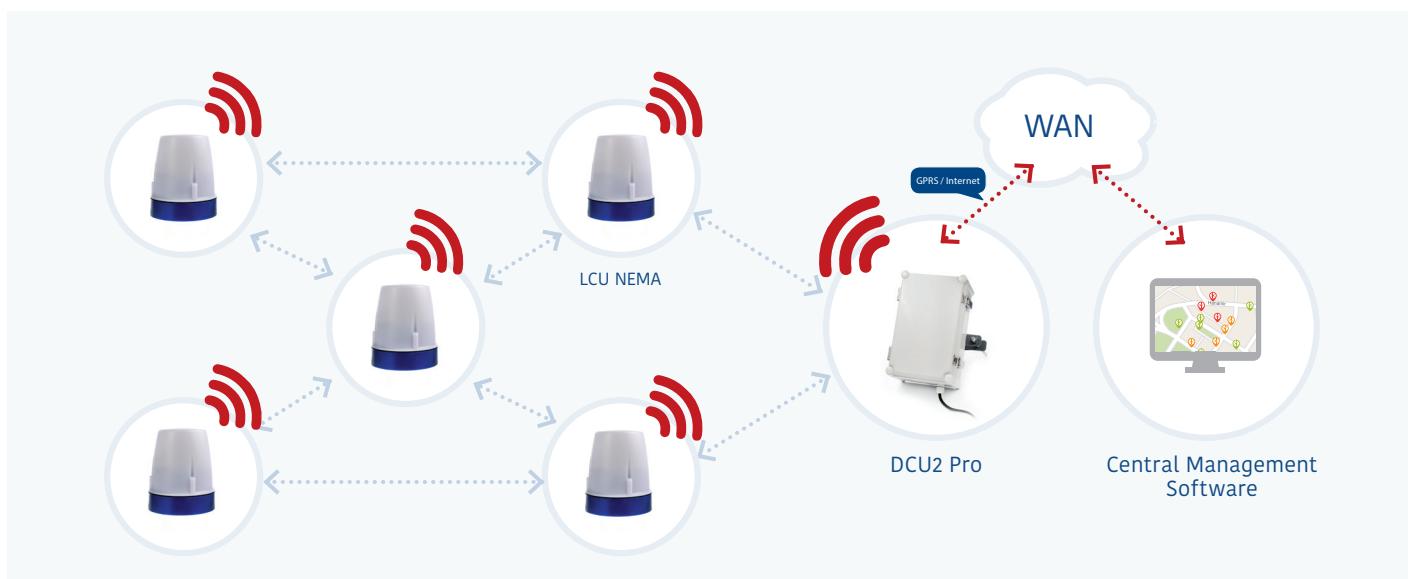 WAN
GPRS / Internet
LCU NEMA
DCU2 Pro
Central Management
Software